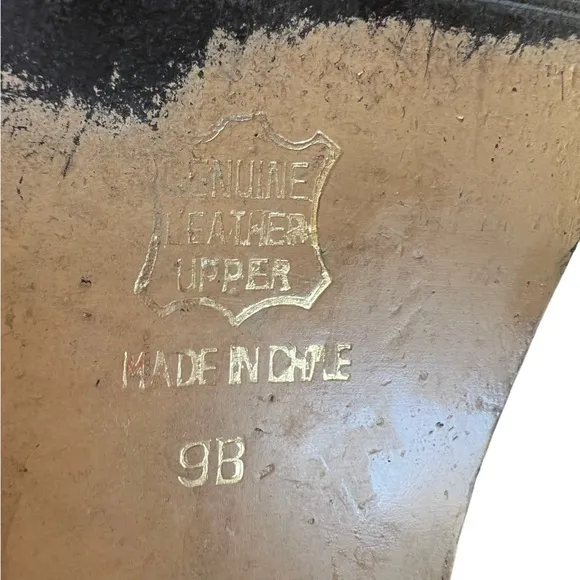 GENUINE
LEATHER
UPPER
MADE IN CHILE
9B